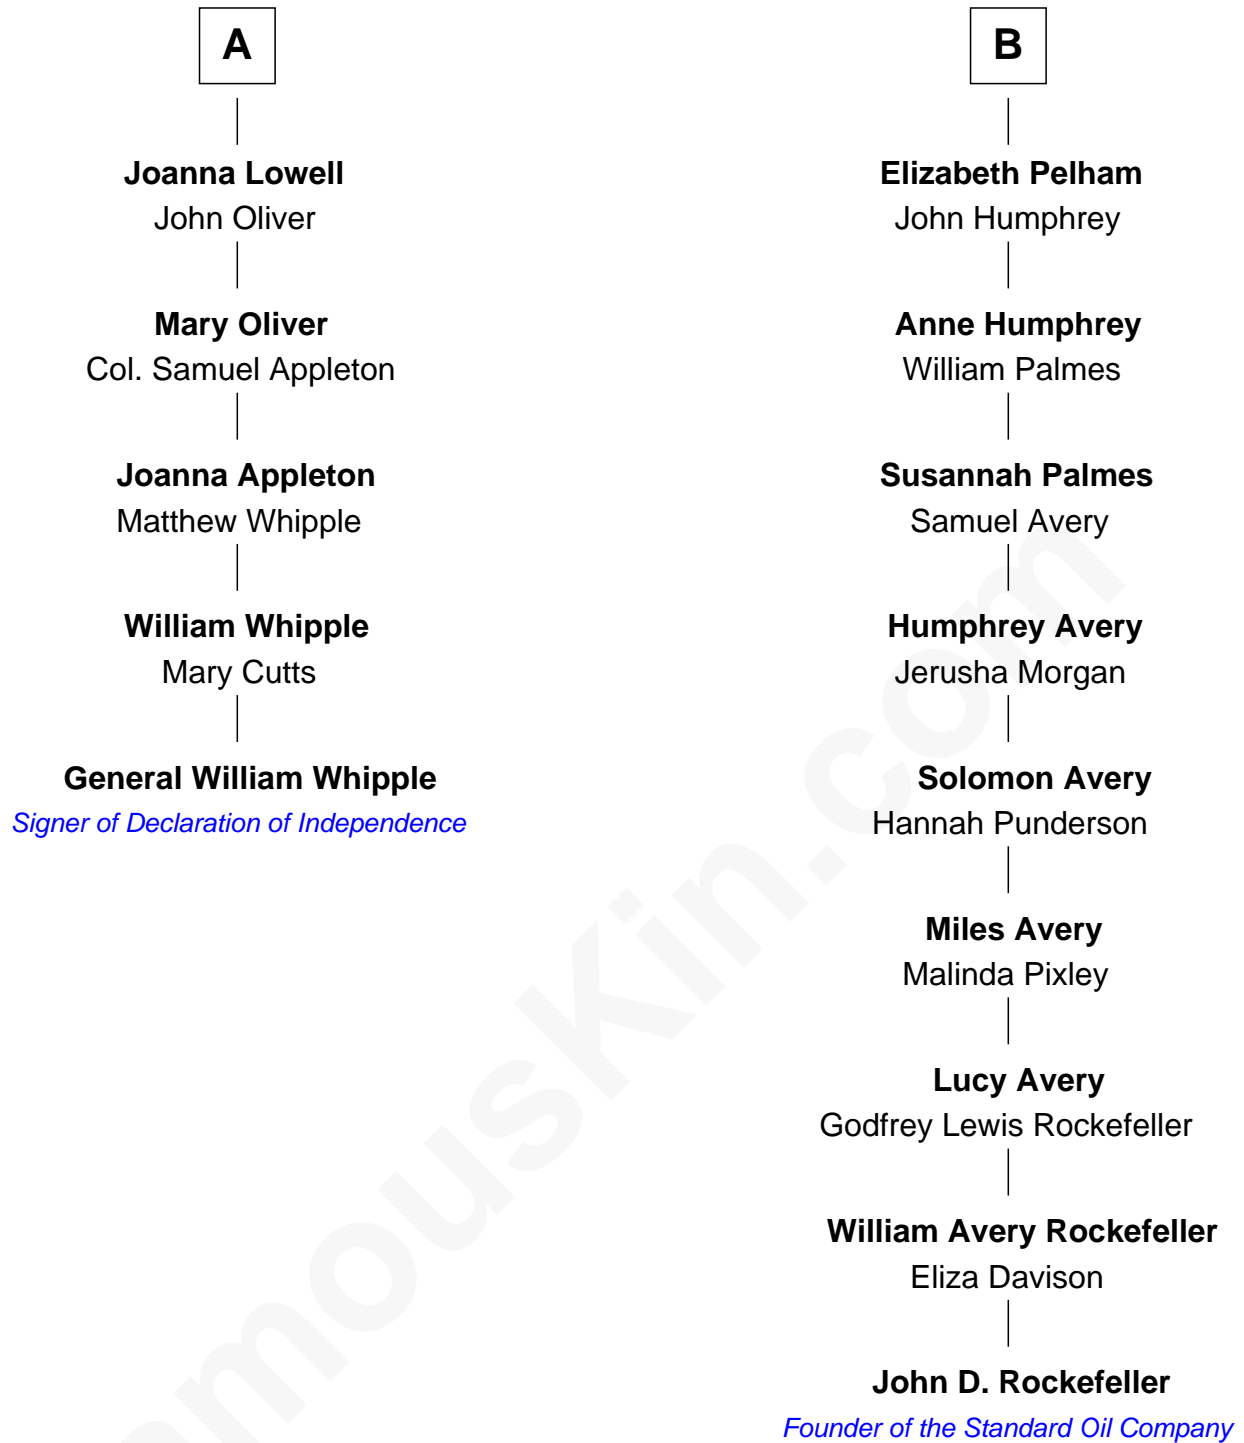 A
Joanna Lowell
John Oliver
Mary Oliver
Col. Samuel Appleton
Joanna Appleton
Matthew Whipple
William Whipple
Mary Cutts
General William Whipple
Signer of Declaration of Independence
B
Elizabeth Pelham
John Humphrey
Anne Humphrey
William Palmes
Susannah Palmes
Samuel Avery
Humphrey Avery
Jerusha Morgan
Solomon Avery
Hannah Punderson
Miles Avery
Malinda Pixley
Lucy Avery
Godfrey Lewis Rockefeller
William Avery Rockefeller
Eliza Davison
John D. Rockefeller
Founder of the Standard Oil Company
amouskin.com